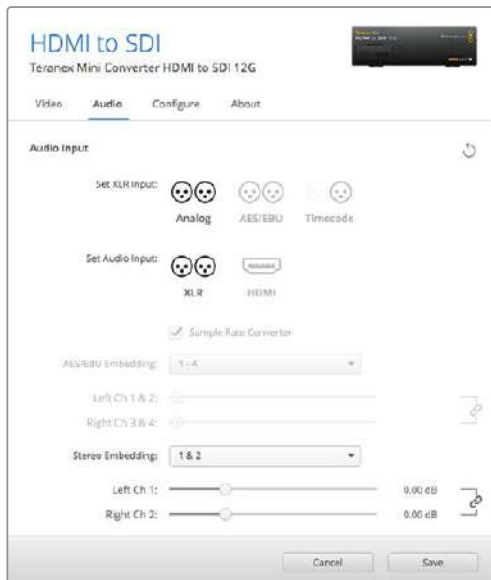 HDMI to SDI
Teranex Mini Converter HDMI to SDI 12G
Video Audio Configure About
Audio Input
Set XLR Input:
Analog AES/EBU Timecode
Set Audio Input:
XLR HDMI
Sample Rate Converter
AES/EBU Embedding: 1 - 4
Left Ch 1 & 2:
Right Ch 3 & 4:
Stereo Embedding: 1 & 2
Left Ch 1: 0.00 dB
Right Ch 2: 0.00 dB
Cancel Save